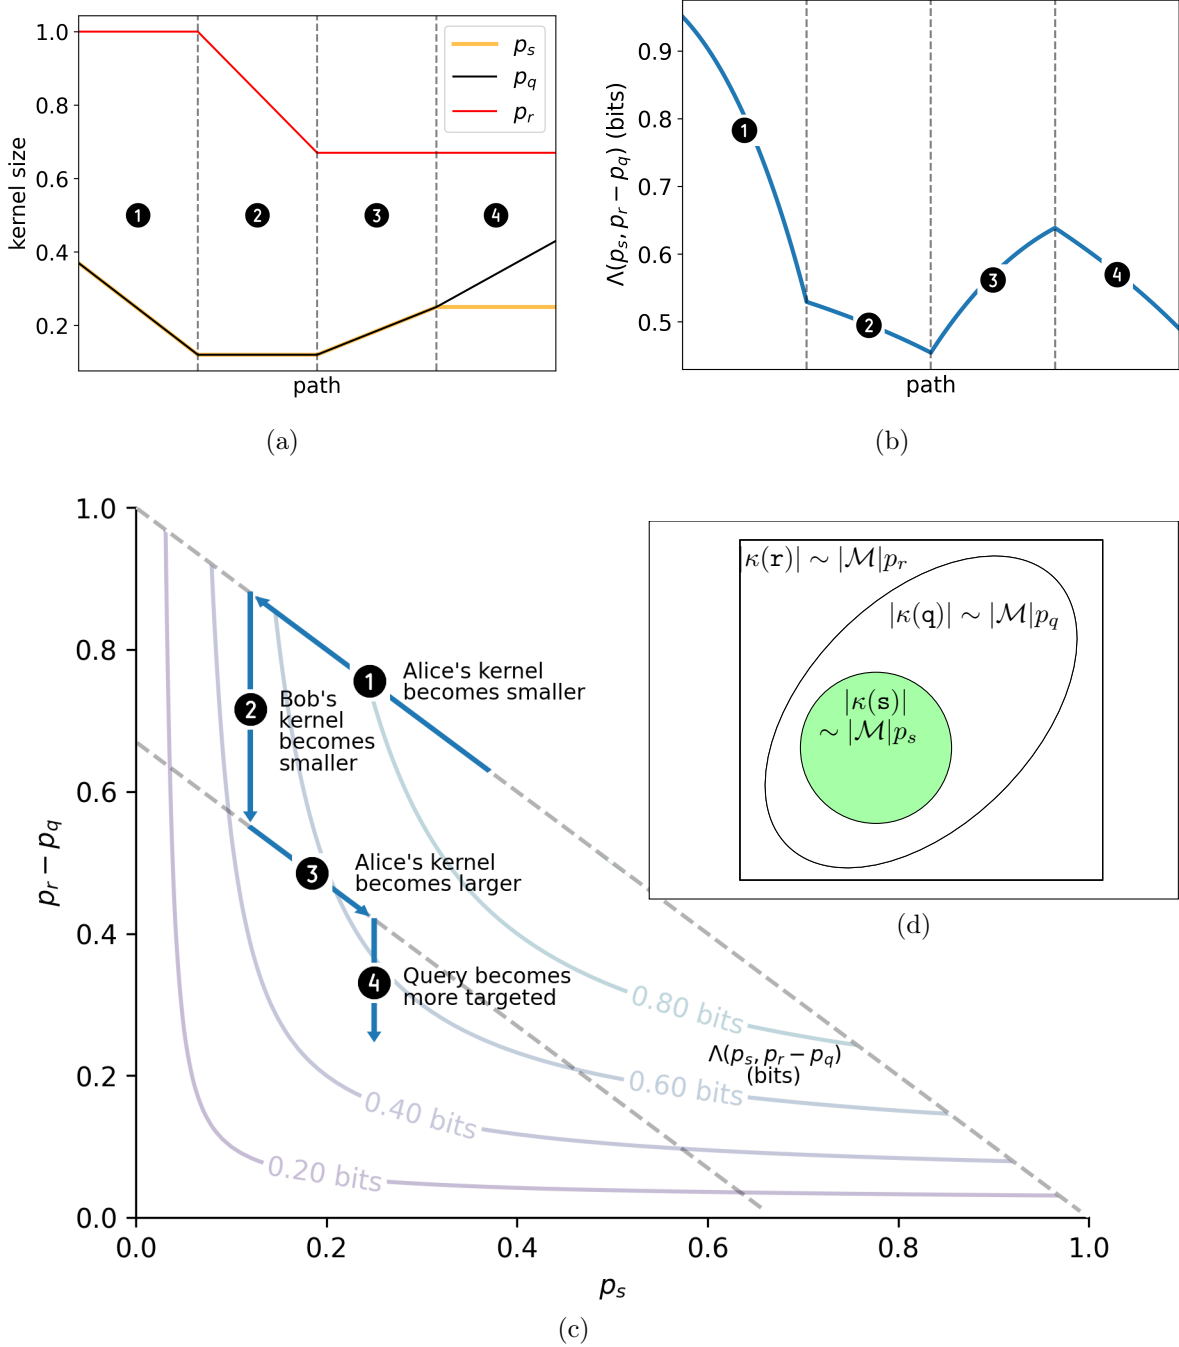 1.0
0.8
0.6
0.4
0.2
kernel size
p_s
p_q
p_r
1
2
3
4
path
(a)
0.9
0.8
0.7
0.6
0.5
Λ(p_s, p_r − p_q) (bits)
1
2
3
4
path
(b)
1.0
0.8
0.6
0.4
0.2
0.0
p_r − p_q
1
Alice's kernel
becomes smaller
2
Bob's
kernel
becomes
smaller
3
Alice's kernel
becomes larger
4
Query becomes
more targeted
0.80 bits
Λ(p_s, p_r − p_q)
(bits)
0.60 bits
0.40 bits
0.20 bits
0.0
0.2
0.4
0.6
0.8
1.0
p_s
(c)
|κ(r)| ∼ |ℳ|p_r
|κ(q)| ∼ |ℳ|p_q
|κ(s)|
∼ |ℳ|p_s
(d)